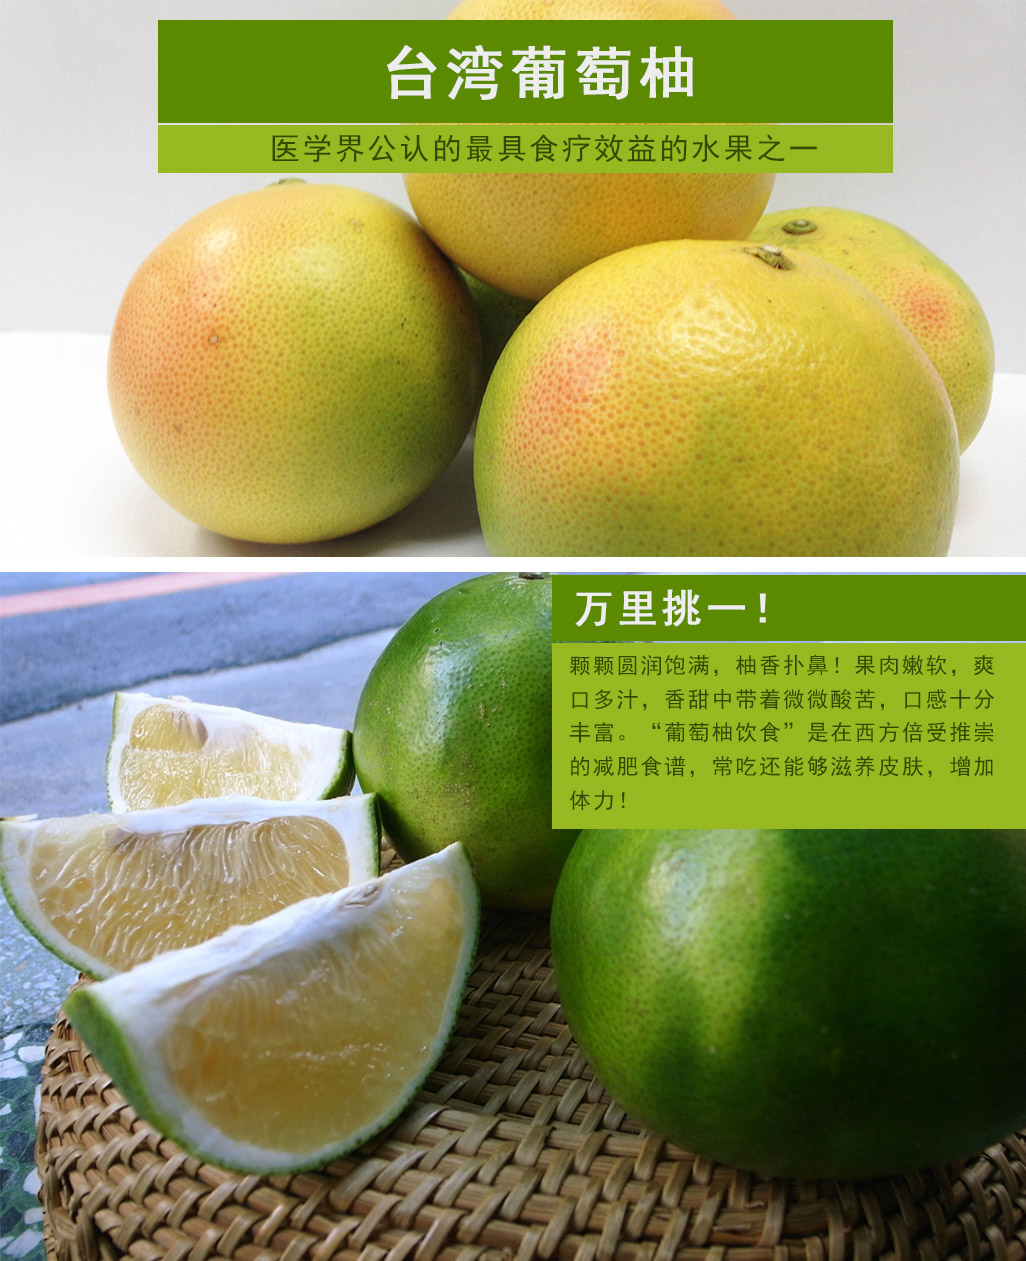 台湾葡萄柚
医学界公认的最具食疗效益的水果之一
万里挑一！
颗颗圆润饱满，柚香扑鼻！果肉嫩软，爽
口多汁，香甜中带着微微酸苦，口感十分
丰富。“葡萄柚饮食”是在西方倍受推崇
的减肥食谱，常吃还能够滋养皮肤，增加
体力！